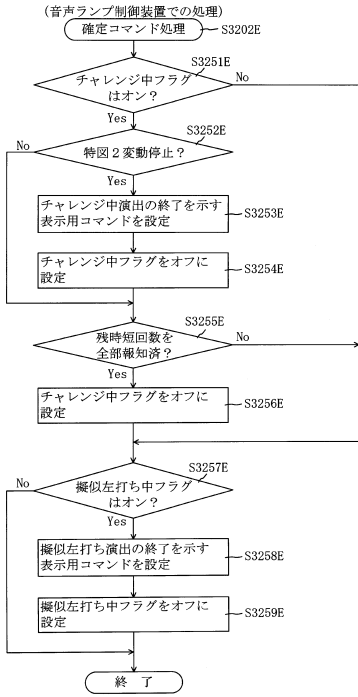 (音声ランプ制御装置での処理)
確定コマンド処理
S3202E
S3251E
チャレンジ中フラグ
はオン?
No
Yes
S3252E
No
特図2変動停止?
Yes
チャレンジ中演出の終了を示す
表示用コマンドを設定
S3253E
チャレンジ中フラグをオフに
設定
S3254E
S3255E
残時短回数を
全部報知済?
No
Yes
チャレンジ中フラグをオフに
設定
S3256E
S3257E
No
擬似左打ち中フラグ
はオン?
Yes
擬似左打ち演出の終了を示す
表示用コマンドを設定
S3258E
擬似左打ち中フラグをオフに
設定
S3259E
終 了